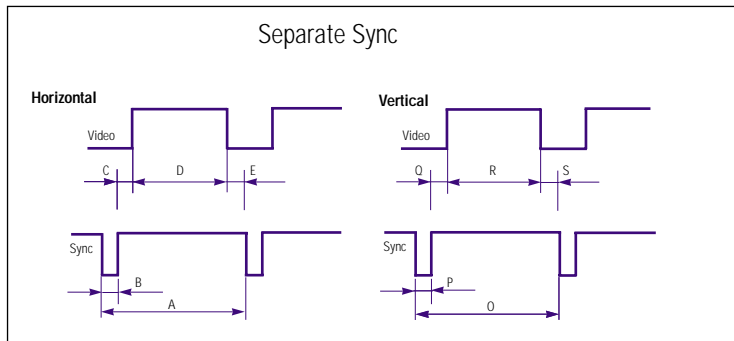 Separate Sync
Horizontal
Vertical
Video
Video
C
D
E
Q
R
S
Sync
Sync
B
P
A
O